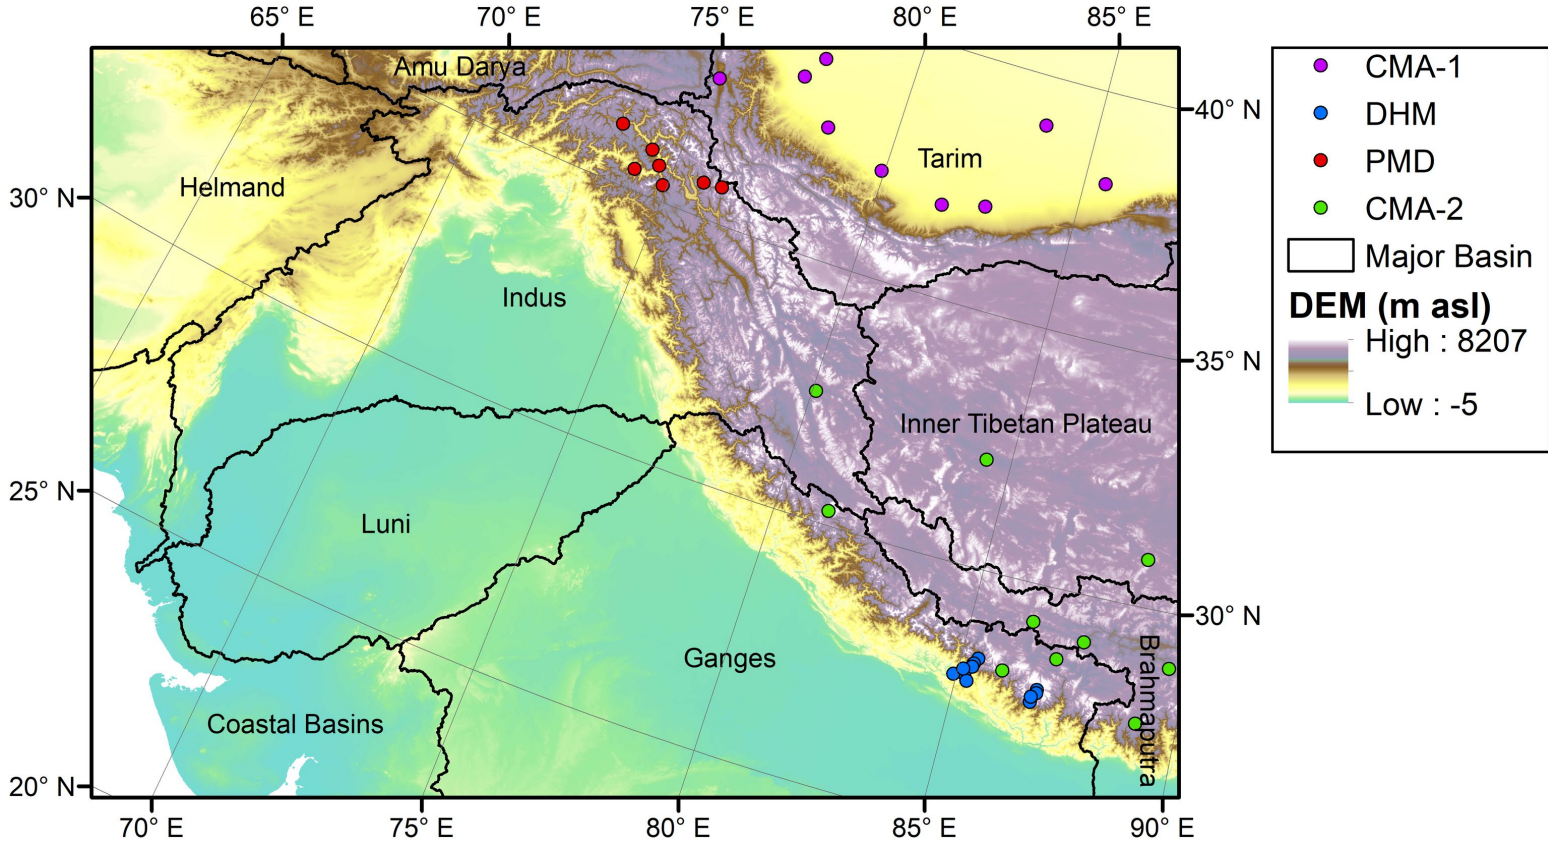 65° E
70° E
75° E
80° E
85° E
Amu Darya
CMA-1
40° N
DHM
Tarim
PMD
Helmand
30° N
CMA-2
Major Basin
Indus
DEM (m asl)
High : 8207
35° N
Low : -5
Inner Tibetan Plateau
25° N
Luni
30° N
Ganges
Brahmaputra
Coastal Basins
20° N
70° E
75° E
80° E
85° E
90° E